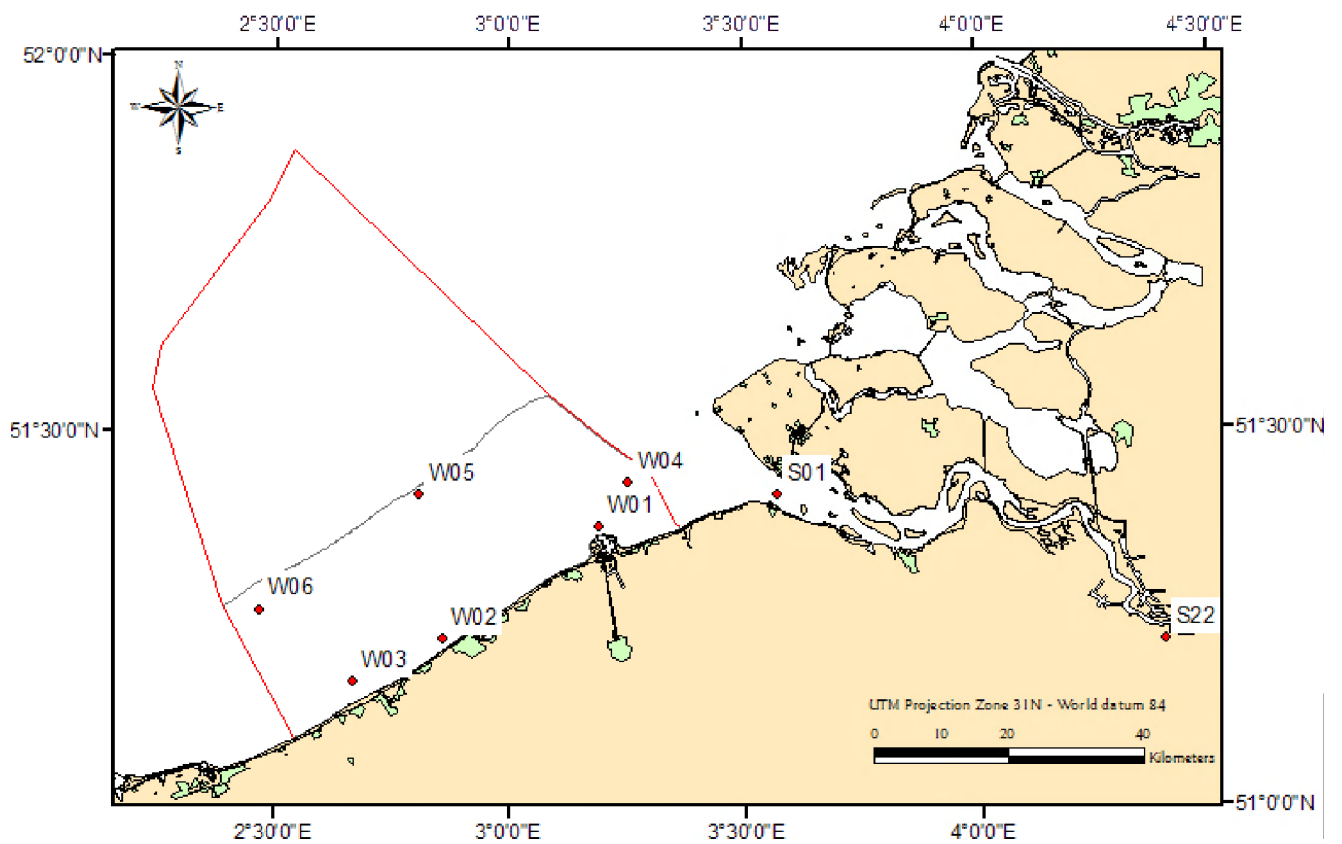 2°30'0"E 3°0'0"E 3°30'0"E 4°0'0"E 4°30'0"E
52°0'0"N
N
W E
S
51°30'0"N 51°30'0"N
W04
W05 S01
W01
W06
W02 S22
W03
UTM Projection Zone 31N - World datum 84
0 10 20 40
Kilometers
51°0'0"N
2°30'0"E 3°0'0"E 3°30'0"E 4°0'0"E